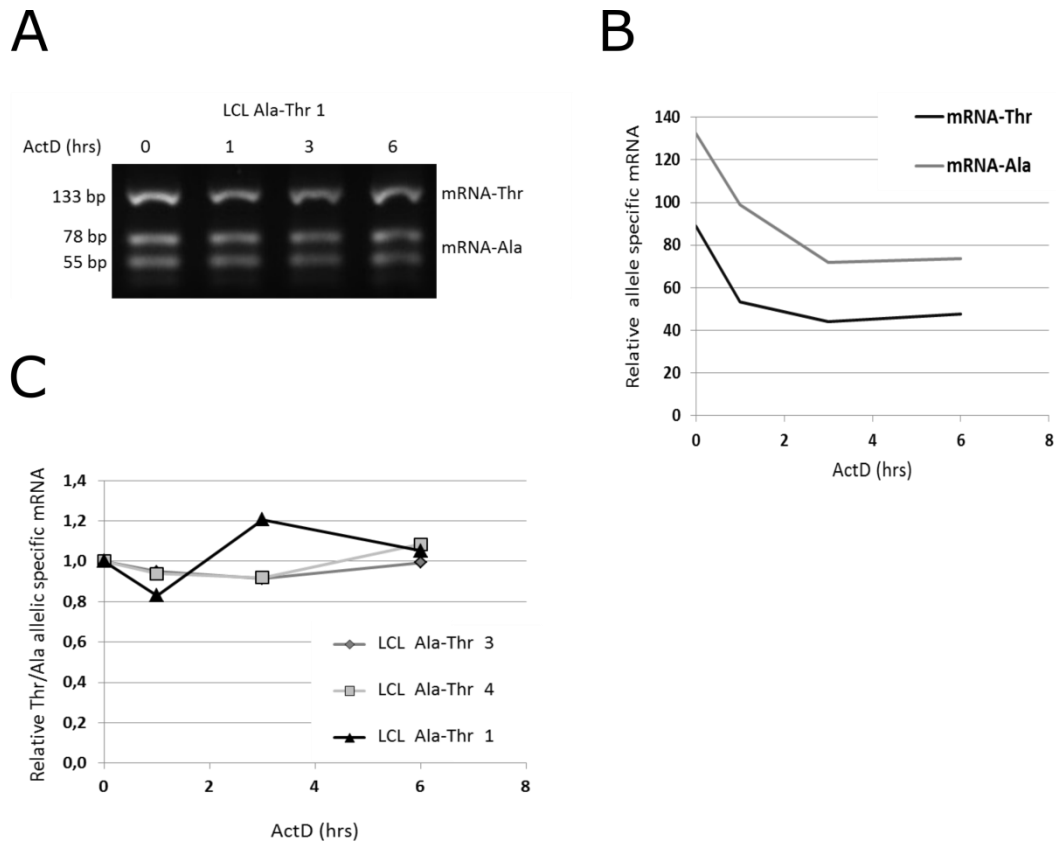 A
LCL Ala-Thr 1
ActD (hrs) 0 1 3 6
133 bp mRNA-Thr
78 bp
mRNA-Ala
55 bp
B
mRNA-Thr
mRNA-Ala
Relative allele specific mRNA
140
120
100
80
60
40
20
0
0 2 4 6 8
ActD (hrs)
C
Relative Thr/Ala allelic specific mRNA
1,4
1,2
1,0
0,8
0,6
0,4
0,2
0,0
LCL Ala-Thr 3
LCL Ala-Thr 4
LCL Ala-Thr 1
0 2 4 6 8
ActD (hrs)